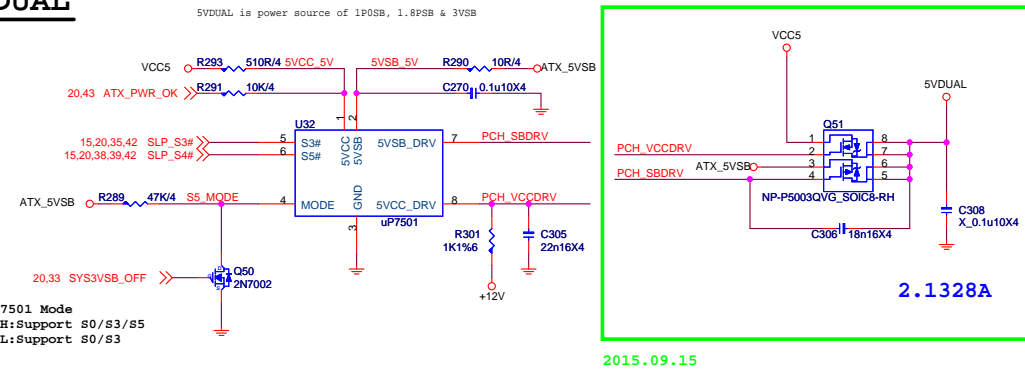 DUAL
5VDUAL is power source of 1P0SB, 1.8PSB & 3VSB
VCC5
R293
510R/4
5VCC_5V
5VSB_5V
R290
10R/4
ATX_5VSB
20,43 ATX_PWR_OK
R291
10K/4
C270
0.1u10X4
U32
1
2
15,20,35,42 SLP_S3#
5
S3#
5VCC
5VSB
5VSB_DRV
7
PCH_SBDRV
15,20,38,39,42 SLP_S4#
6
S5#
ATX_5VSB
R289
47K/4
S5_MODE
4
MODE
GND
5VCC_DRV
8
PCH_VCCDRV
3
uP7501
R301
1K1%6
C305
22n16X4
+12V
20,33 SYS3VSB_OFF
Q50
2N7002
7501 Mode
H:Support S0/S3/S5
L:Support S0/S3
VCC5
5VDUAL
Q51
PCH_VCCDRV
1
2
8
7
ATX_5VSB
3
6
PCH_SBDRV
4
5
NP-P5003QVG_SOIC8-RH
C306
18n16X4
C308
X_0.1u10X4
2.1328A
2015.09.15